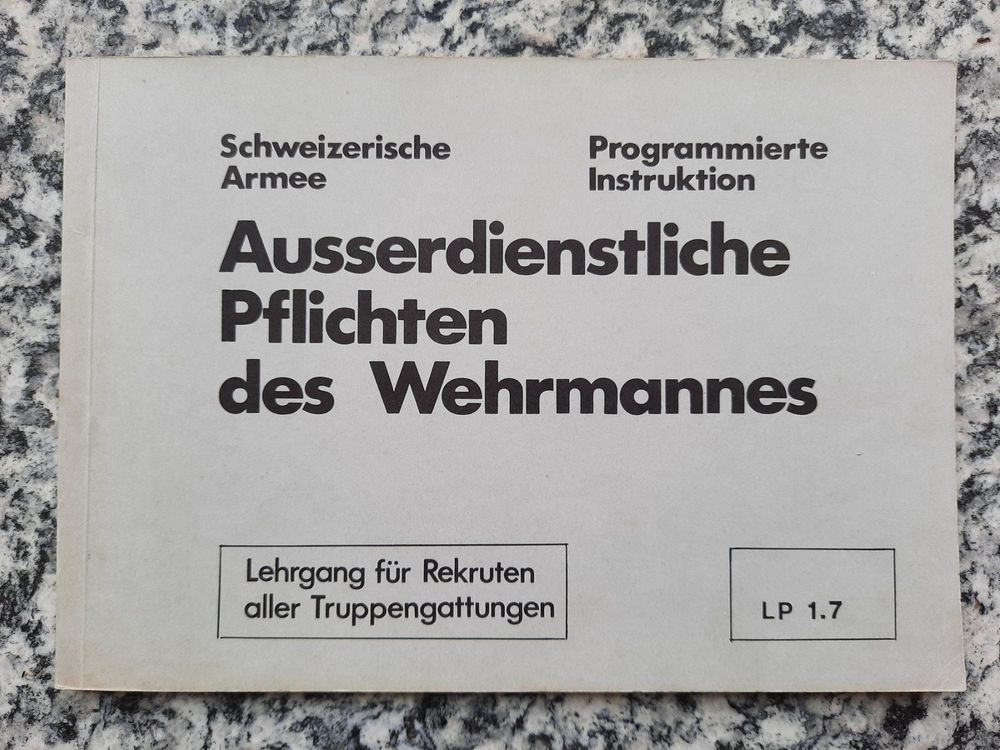 Schweizerische
Armee
Programmierte
Instruktion
Ausserdienstliche
Pflichten
des Wehrmannes
Lehrgang für Rekruten
aller Truppengattungen
LP 1.7